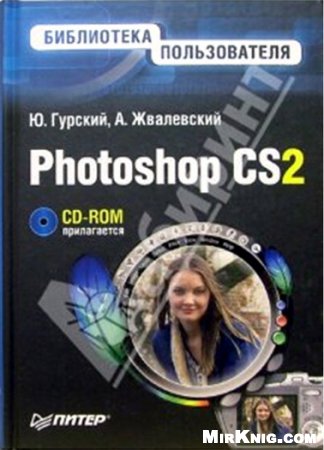 БИБЛИОТЕКА
ПОЛЬЗОВАТЕЛЯ
Ю. Гурский, А. Жвалевский
Photoshop CS2
CD-ROM
прилагается
ПИТЕР
MirKnig.com